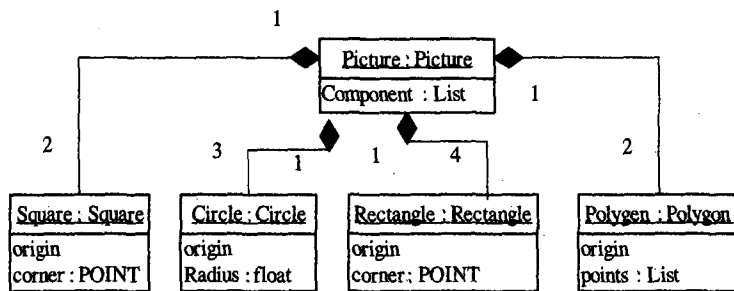 1
Picture : Picture
Component : List
1
2
3
1
1
4
2
Square : Square
origin
corner : POINT
Circle : Circle
origin
Radius : float
Rectangle : Rectangle
origin
corner : POINT
Polygen : Polygon
origin
points : List